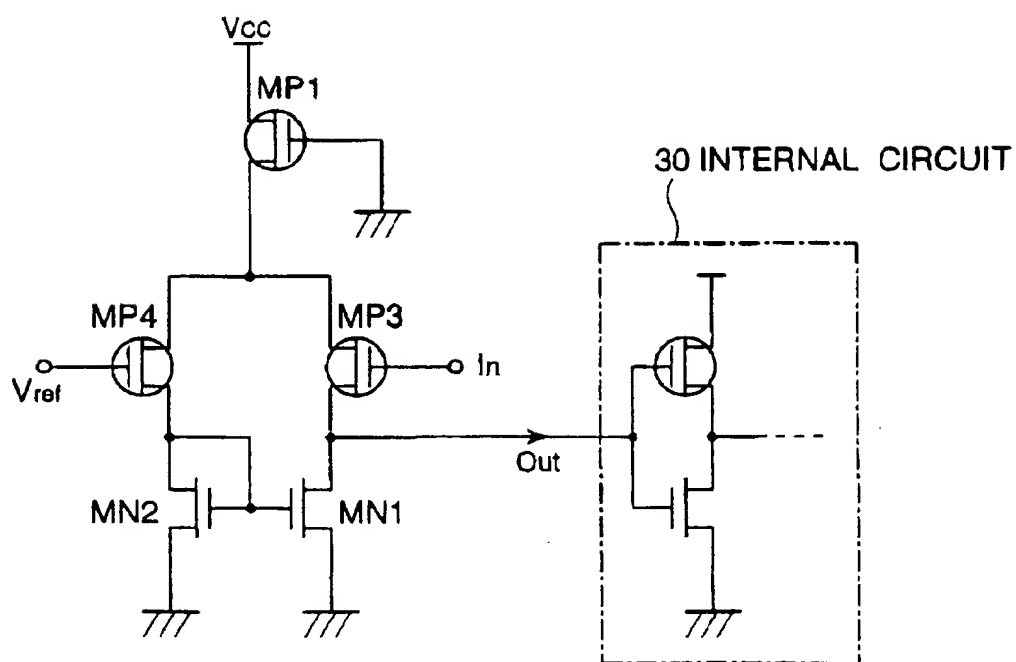 Vcc
MP1
30 INTERNAL CIRCUIT
MP4
MP3
Vref
In
Out
MN2
MN1